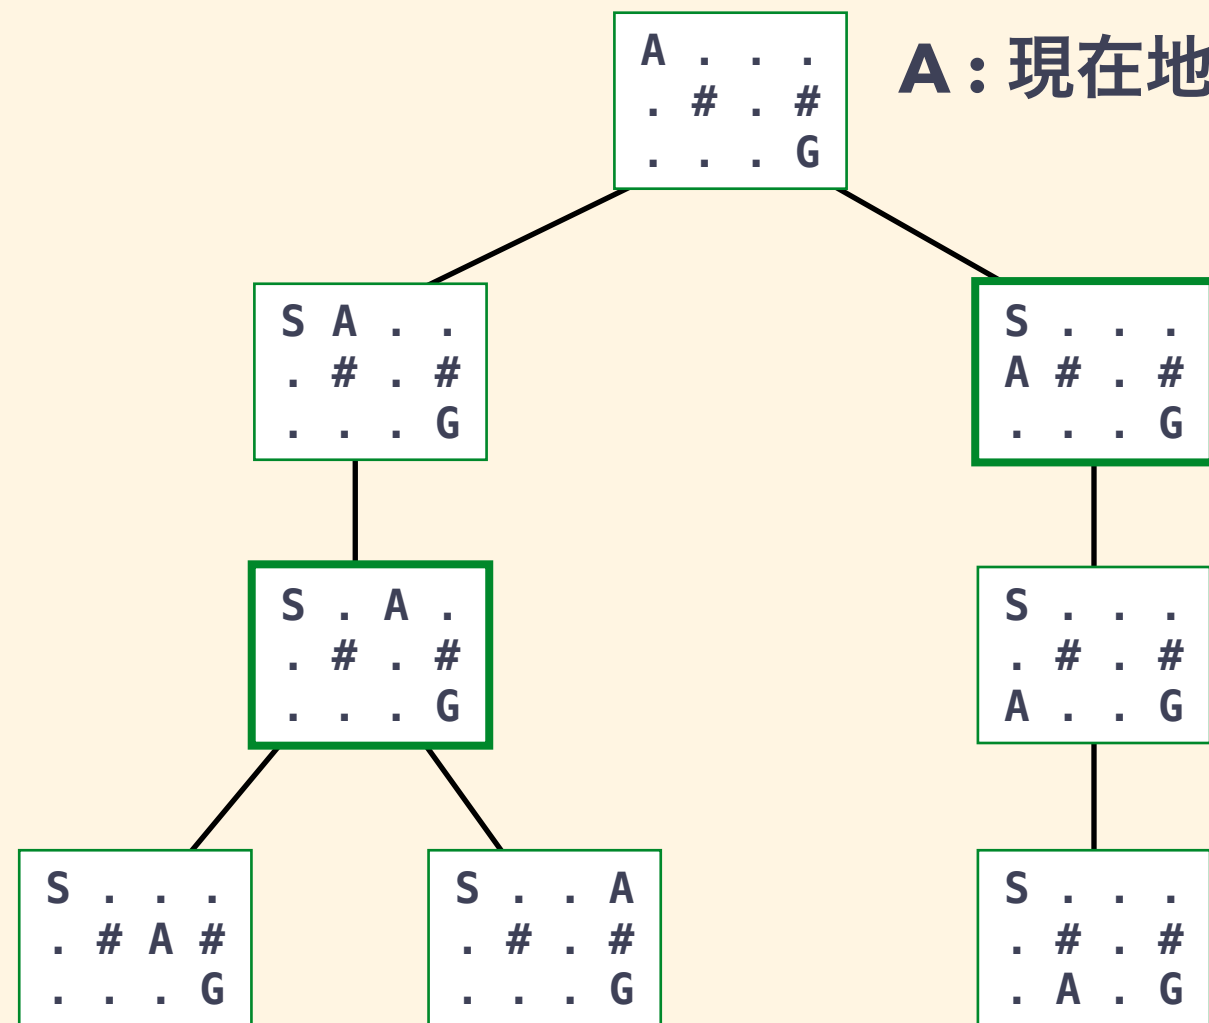 A . . .
. # . #
. . . G
A：現在地
S A . .
. # . #
. . . G
S . . .
A # . #
. . . G
S . A .
. # . #
. . . G
S . . .
. # . #
A . . G
S . . .
. # A #
. . . G
S . . A
. # . #
. . . G
S . . .
. # . #
. A . G